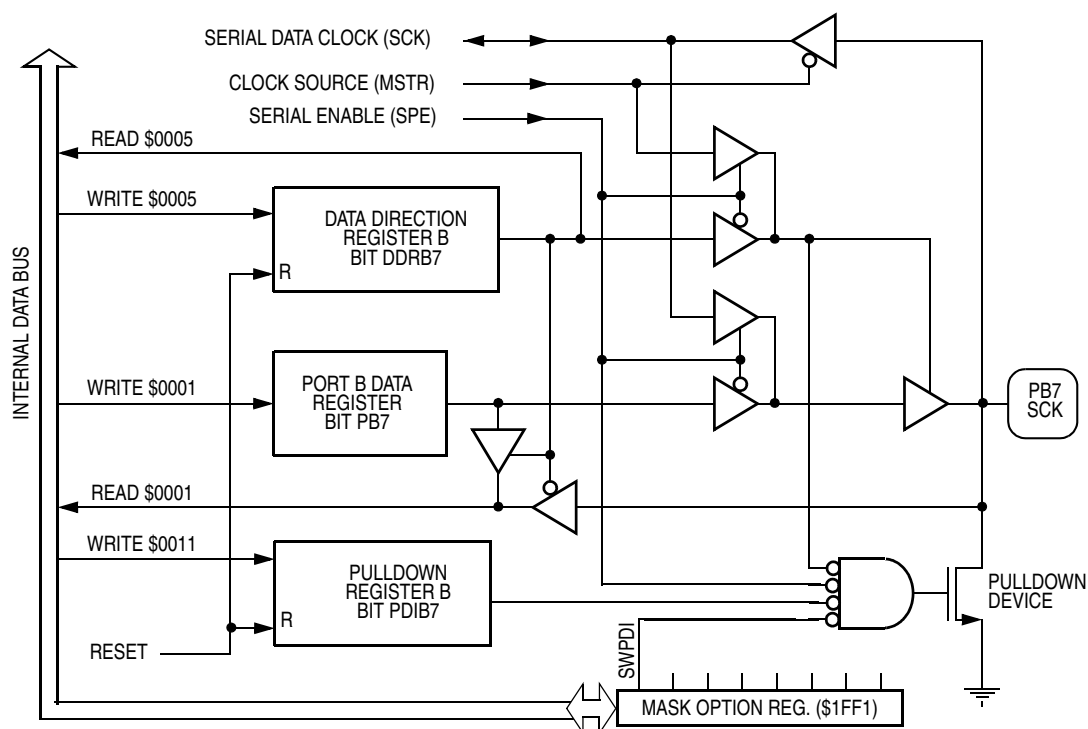 SERIAL DATA CLOCK (SCK)
CLOCK SOURCE (MSTR)
SERIAL ENABLE (SPE)
READ $0005
WRITE $0005
DATA DIRECTION
REGISTER B
BIT DDRB7
R
INTERNAL DATA BUS
WRITE $0001
PORT B DATA
REGISTER
BIT PB7
PB7
SCK
READ $0001
WRITE $0011
PULLDOWN
REGISTER B
BIT PDIB7
R
PULLDOWN
DEVICE
RESET
SWPDI
MASK OPTION REG. ($1FF1)